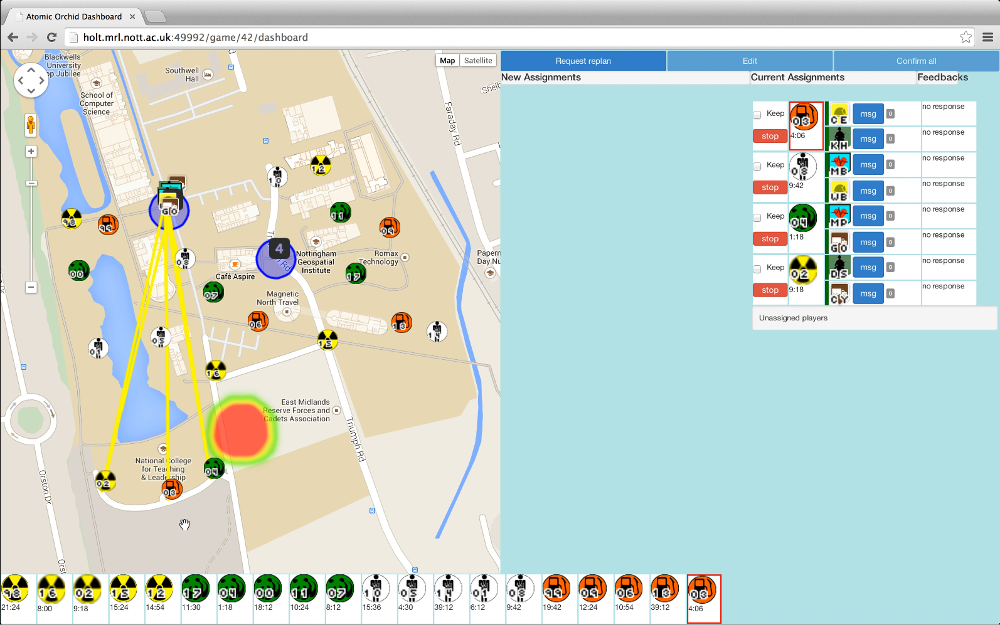 Atomic Orchid Dashboard
holt.mrl.nott.ac.uk:49992/game/42/dashboard
Blackwells
University
op Jubilee
Southwell
Hall
Map
Satellite
School of
Computer
Science
Faraday Rd
Shelb
Nottingham
Geospatial
Institute
Romax
Technology
Café Aspire
Magnetic
North Travel
Papern
Day Nu
East Midlands
Reserve Forces and
Cadets Association
National College
for Teaching
& Leadership
Triumph Rd
Orston Dr
Orst
4
GO
12
10
11
09
98
99
08
00
07
17
06
13
14
05
01
15
16
04
02
03
Request replan
Edit
Confirm all
New Assignments
Current Assignments
Feedbacks
Keep
03
CE
msg
0
no response
stop
4:06
KH
msg
0
no response
Keep
08
MB
msg
0
no response
stop
9:42
WB
msg
0
no response
Keep
04
MP
msg
0
no response
stop
1:18
GO
msg
0
no response
Keep
02
DS
msg
0
no response
stop
9:18
CY
msg
0
no response
Unassigned players
98 16 02 15 12 17 04 00 11 07 10 05 14 01 08 99 09 06 13 03
21:24 8:00 9:18 15:24 14:54 11:30 1:18 18:12 10:24 8:12 15:36 4:30 39:12 6:12 9:42 19:42 12:24 10:54 39:12 4:06